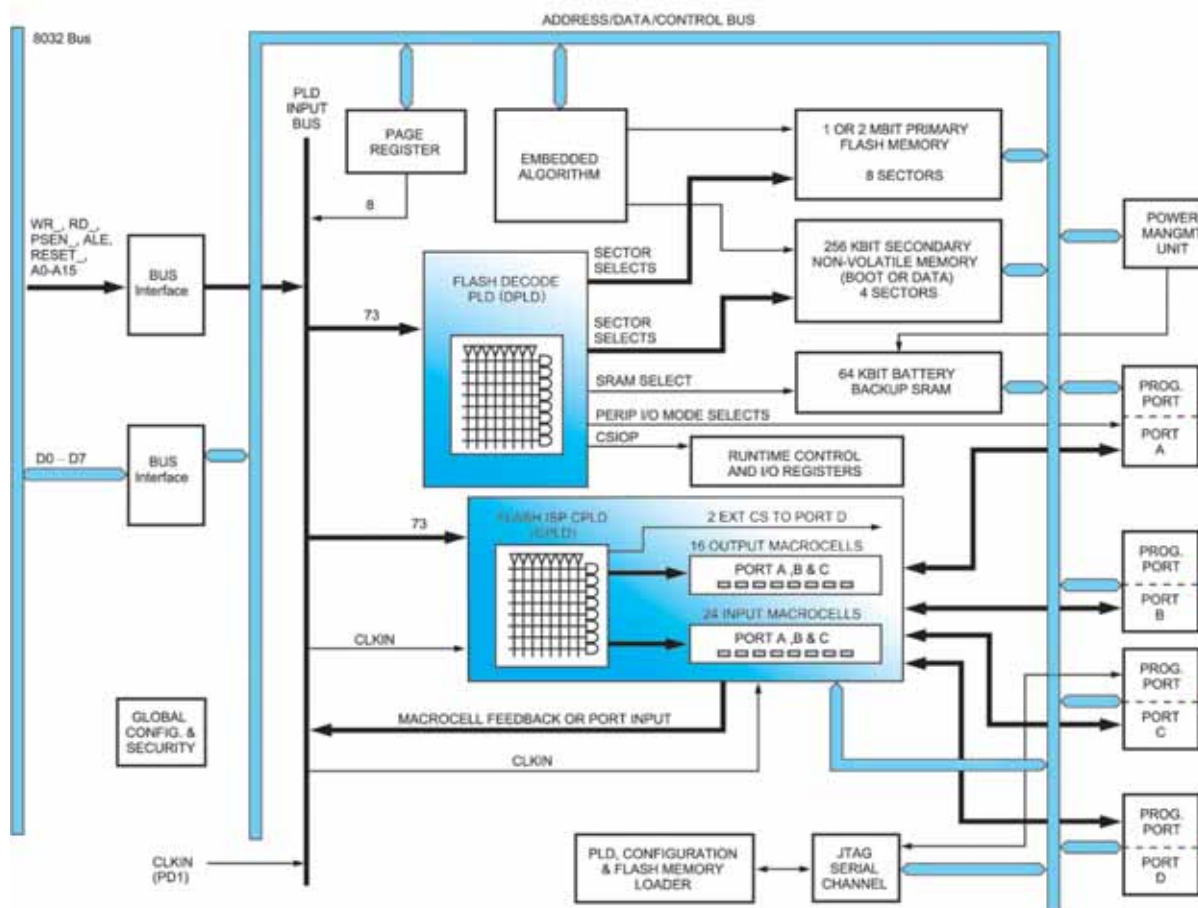 ADDRESS/DATA/CONTROL BUS
8032 Bus
PLD
INPUT
BUS
PAGE
REGISTER
EMBEDDED
ALGORITHM
1 OR 2 MBIT PRIMARY
FLASH MEMORY
8 SECTORS
8
WR_, RD_,
PSEN_, ALE,
RESET_,
A0-A15
BUS
Interface
FLASH DECODE
PLD (DPLD)
SECTOR
SELECTS
256 KBIT SECONDARY
NON-VOLATILE MEMORY
(BOOT OR DATA)
4 SECTORS
POWER
MANGMT
UNIT
73
SECTOR
SELECTS
SRAM SELECT
64 KBIT BATTERY
BACKUP SRAM
PERIP I/O MODE SELECTS
CSIOP
RUNTIME CONTROL
AND I/O REGISTERS
PROG.
PORT
PORT
A
D0 – D7
BUS
Interface
73
FLASH ISP CPLD
(CPLD)
2 EXT CS TO PORT D
16 OUTPUT MACROCELLS
PORT A ,B & C
24 INPUT MACROCELLS
PORT A ,B & C
CLKIN
PROG.
PORT
PORT
B
PROG.
PORT
PORT
C
GLOBAL
CONFIG. &
SECURITY
MACROCELL FEEDBACK OR PORT INPUT
CLKIN
CLKIN
(PD1)
PLD, CONFIGURATION
& FLASH MEMORY
LOADER
JTAG
SERIAL
CHANNEL
PROG.
PORT
PORT
D